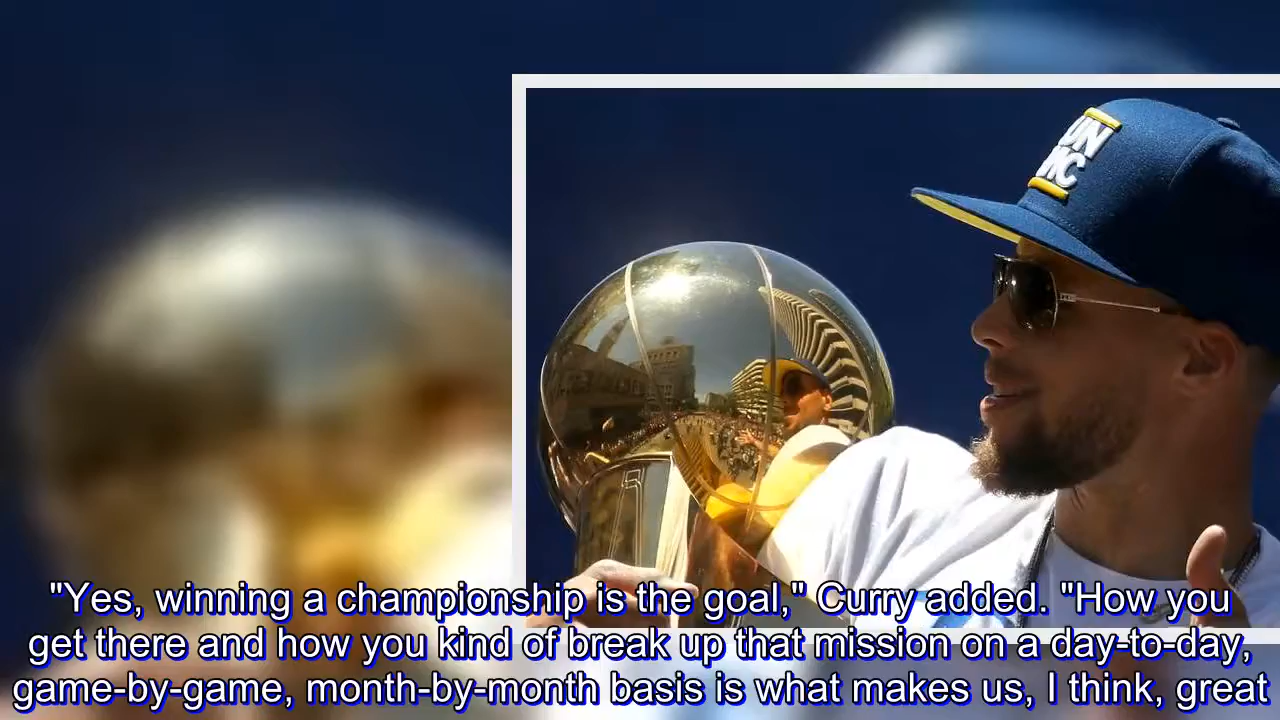 UN
MC
"Yes, winning a championship is the goal," Curry added. "How you
get there and how you kind of break up that mission on a day-to-day,
game-by-game, month-by-month basis is what makes us, I think, great